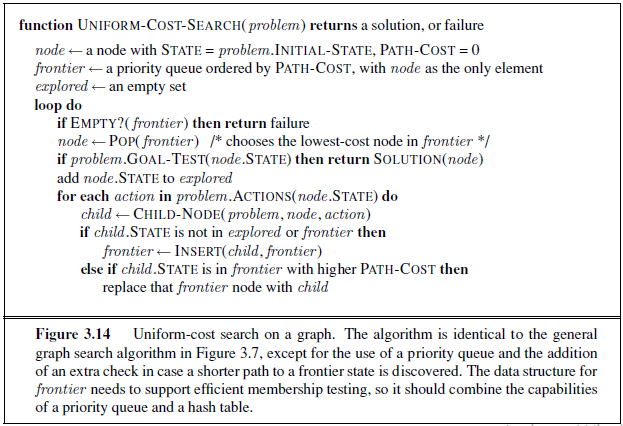 function UNIFORM-COST-SEARCH(problem) returns a solution, or failure
node ← a node with STATE = problem.INITIAL-STATE, PATH-COST = 0
frontier ← a priority queue ordered by PATH-COST, with node as the only element
explored ← an empty set
loop do
if EMPTY?(frontier) then return failure
node ← POP(frontier) /* chooses the lowest-cost node in frontier */
if problem.GOAL-TEST(node.STATE) then return SOLUTION(node)
add node.STATE to explored
for each action in problem.ACTIONS(node.STATE) do
child ← CHILD-NODE(problem, node, action)
if child.STATE is not in explored or frontier then
frontier ← INSERT(child, frontier)
else if child.STATE is in frontier with higher PATH-COST then
replace that frontier node with child
Figure 3.14 Uniform-cost search on a graph. The algorithm is identical to the general
graph search algorithm in Figure 3.7, except for the use of a priority queue and the addition
of an extra check in case a shorter path to a frontier state is discovered. The data structure for
frontier needs to support efficient membership testing, so it should combine the capabilities
of a priority queue and a hash table.